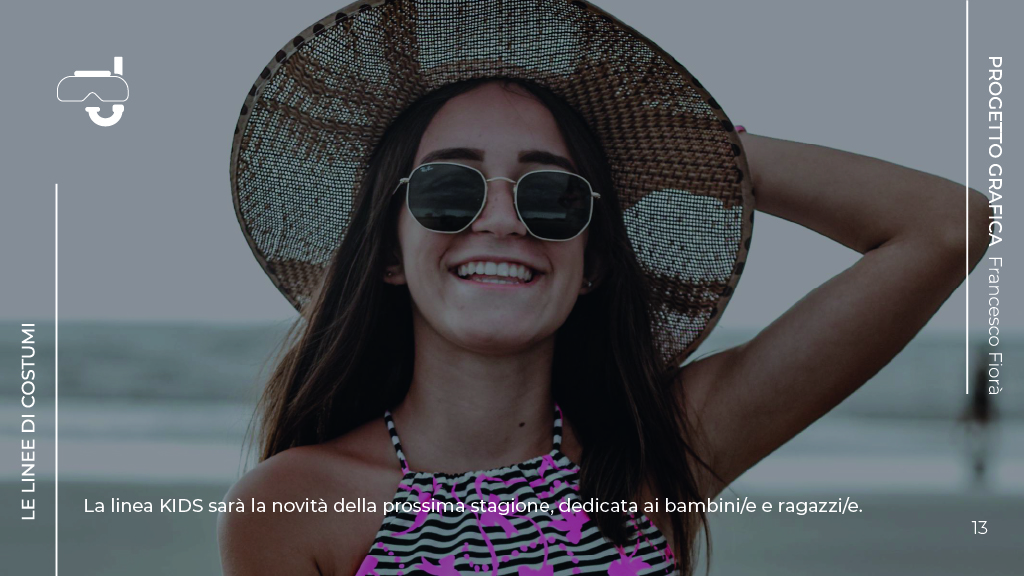 PROGETTO GRAFICA Francesco Fiorà
LE LINEE DI COSTUMI
La linea KIDS sarà la novità della prossima stagione, dedicata ai bambini/e e ragazzi/e.
13